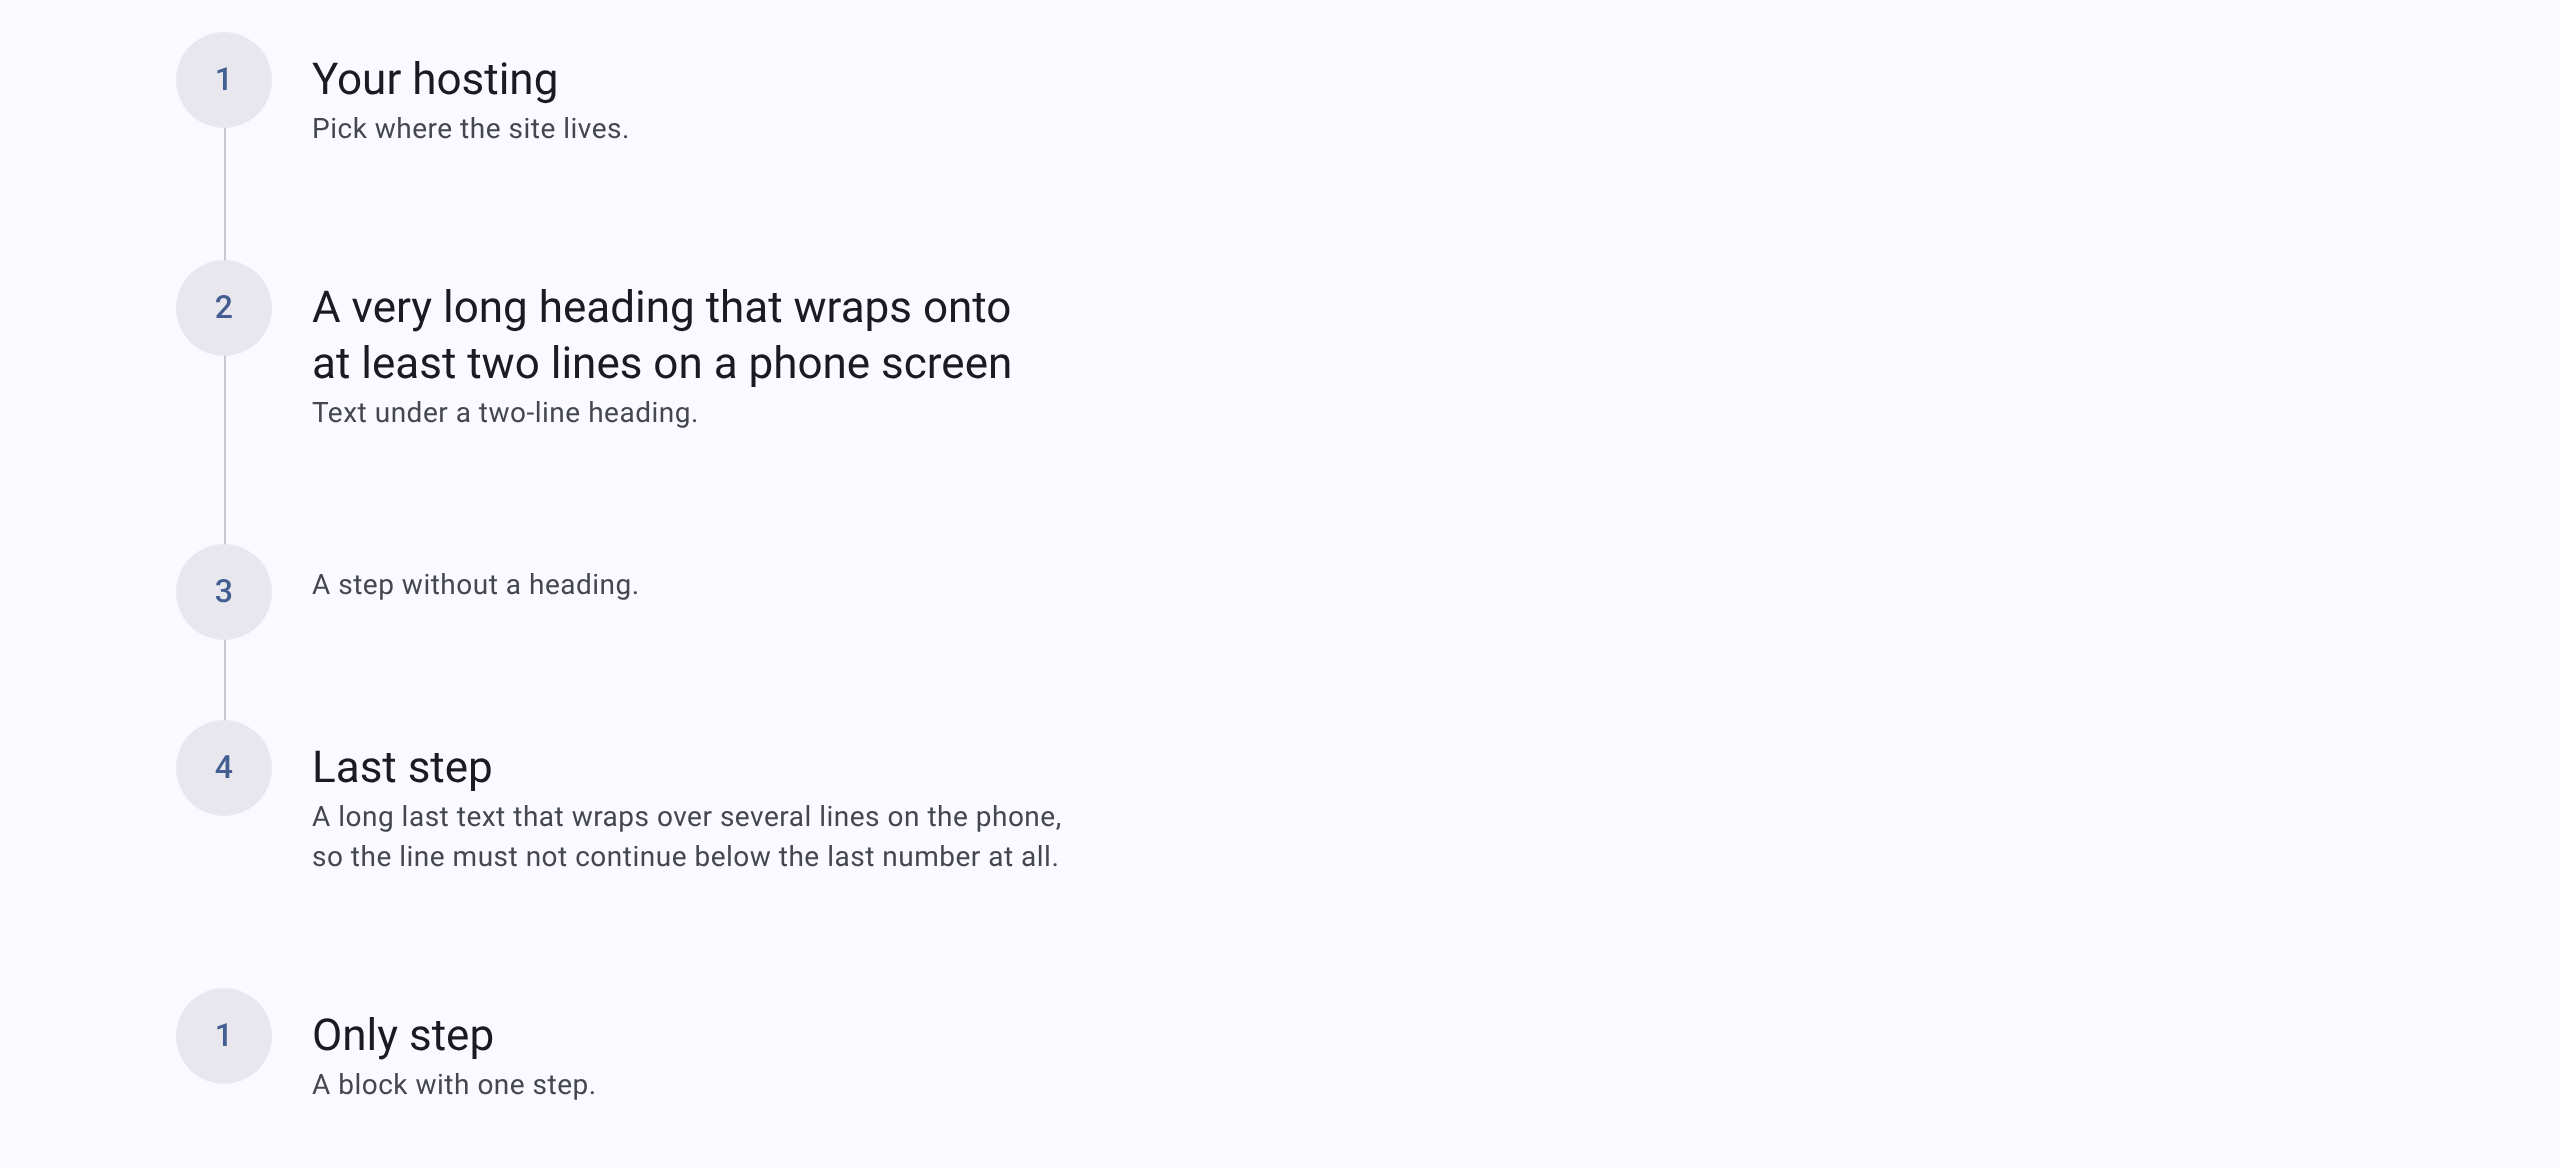 1
Your hosting
Pick where the site lives.
2
A very long heading that wraps onto
at least two lines on a phone screen
Text under a two-line heading.
3
A step without a heading.
4
Last step
A long last text that wraps over several lines on the phone,
so the line must not continue below the last number at all.
1
Only step
A block with one step.